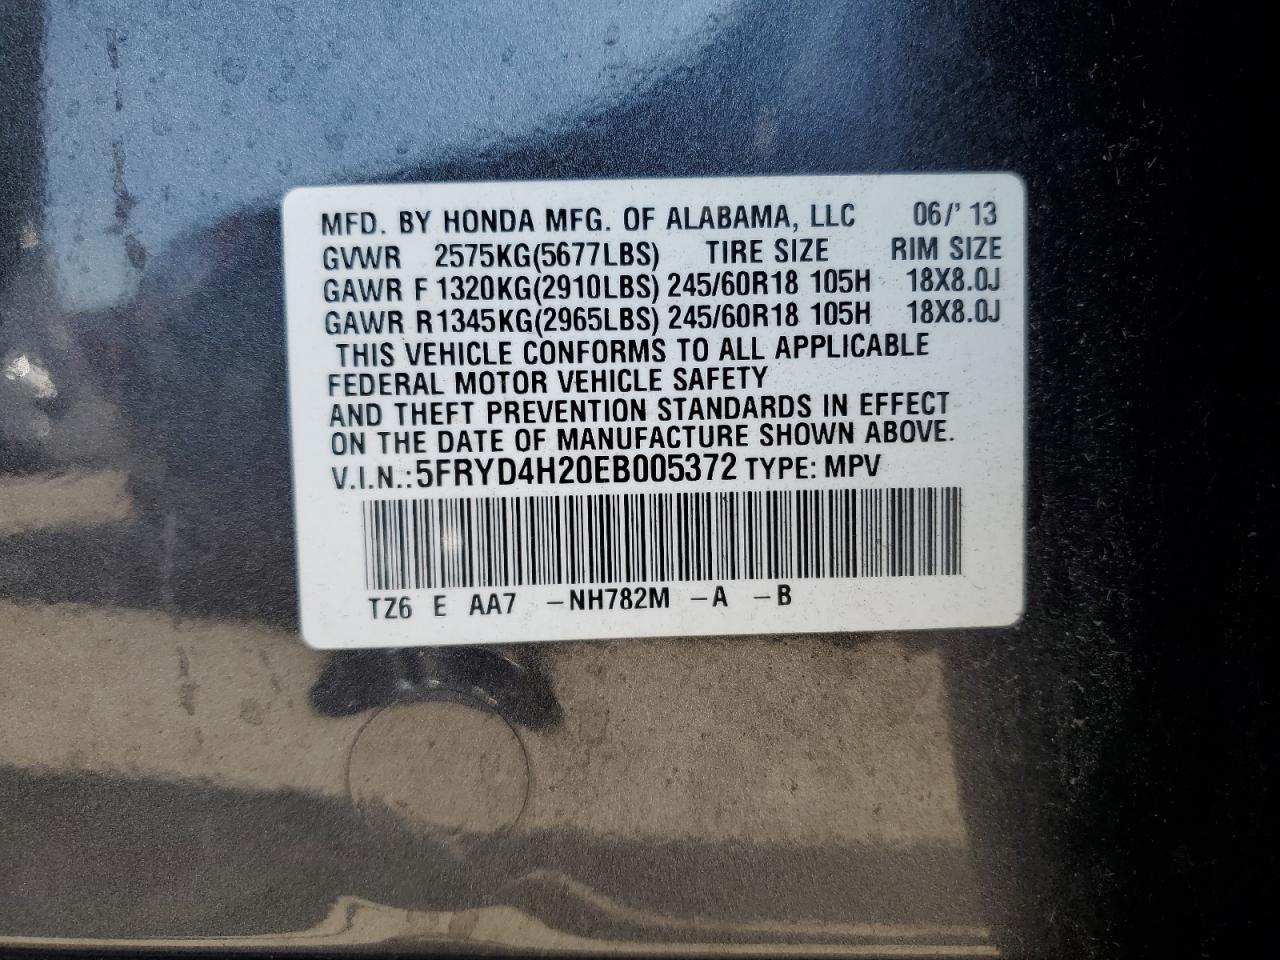 MFD. BY HONDA MFG. OF ALABAMA, LLC 06/' 13
GVWR 2575KG(5677LBS) TIRE SIZE RIM SIZE
GAWR F 1320KG(2910LBS) 245/60R18 105H 18X8.0J
GAWR R 1345KG(2965LBS) 245/60R18 105H 18X8.0J
THIS VEHICLE CONFORMS TO ALL APPLICABLE
FEDERAL MOTOR VEHICLE SAFETY
AND THEFT PREVENTION STANDARDS IN EFFECT
ON THE DATE OF MANUFACTURE SHOWN ABOVE.
V.I.N.: 5FRYD4H20EB005372 TYPE: MPV
TZ6 E AA7 -NH782M -A -B